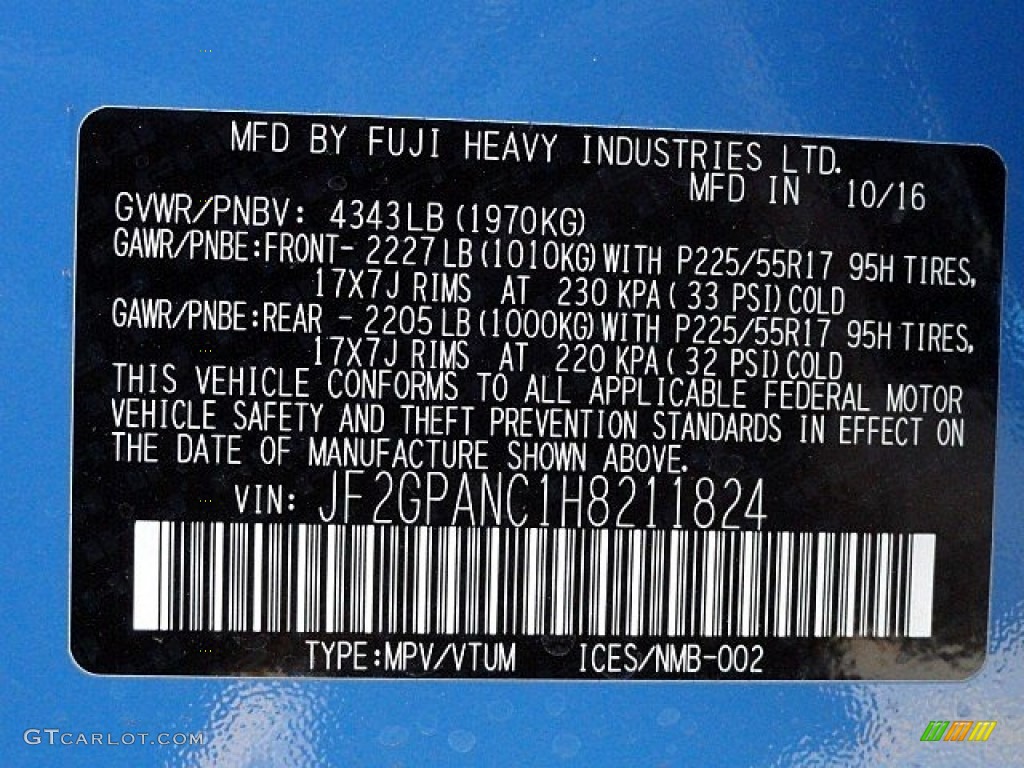 MFD BY FUJI HEAVY INDUSTRIES LTD.
MFD IN 10/16
GVWR/PNBV: 4343LB (1970KG)
GAWR/PNBE:FRONT- 2227 LB (1010KG) WITH P225/55R17 95H TIRES,
17X7J RIMS AT 230 KPA ( 33 PSI) COLD
GAWR/PNBE:REAR - 2205 LB (1000KG) WITH P225/55R17 95H TIRES,
17X7J RIMS AT 220 KPA ( 32 PSI) COLD
THIS VEHICLE CONFORMS TO ALL APPLICABLE FEDERAL MOTOR
VEHICLE SAFETY AND THEFT PREVENTION STANDARDS IN EFFECT ON
THE DATE OF MANUFACTURE SHOWN ABOVE.
VIN: JF2GPANC1H8211824
TYPE:MPV/VTUM ICES/NMB-002
GTcarlot.com